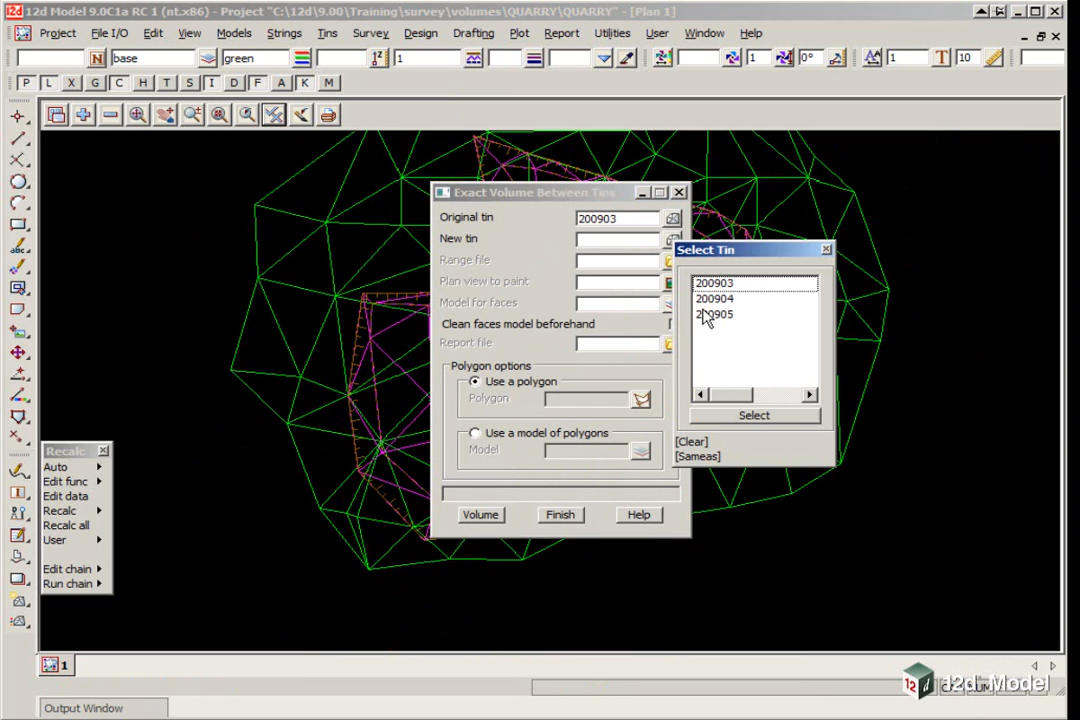 12d Model 9.0C1a RC 1 (nt.x86) - Project "C:\12d\9.00\Training\survey\volumes\QUARRY\QUARRY" - [Plan 1]
Project File I/O Edit View Models Strings Tins Survey Design Drafting Plot Report Utilities User Window Help
N base green 1 1 0° 1 T 10
P L X G C H T S I D F A K M
Exact Volume Between Tins
Original tin 200903
New tin
Range file
Plan view to paint
Model for faces
Clean faces model beforehand
Report file
Polygon options
Use a polygon
Polygon
Use a model of polygons
Model
Volume Finish Help
Select Tin
200903
200904
200905
Select
[Clear]
[Sameas]
Recalc
Auto
Edit func
Edit data
Recalc
Recalc all
User
Edit chain
Run chain
1
12d Model
Output Window